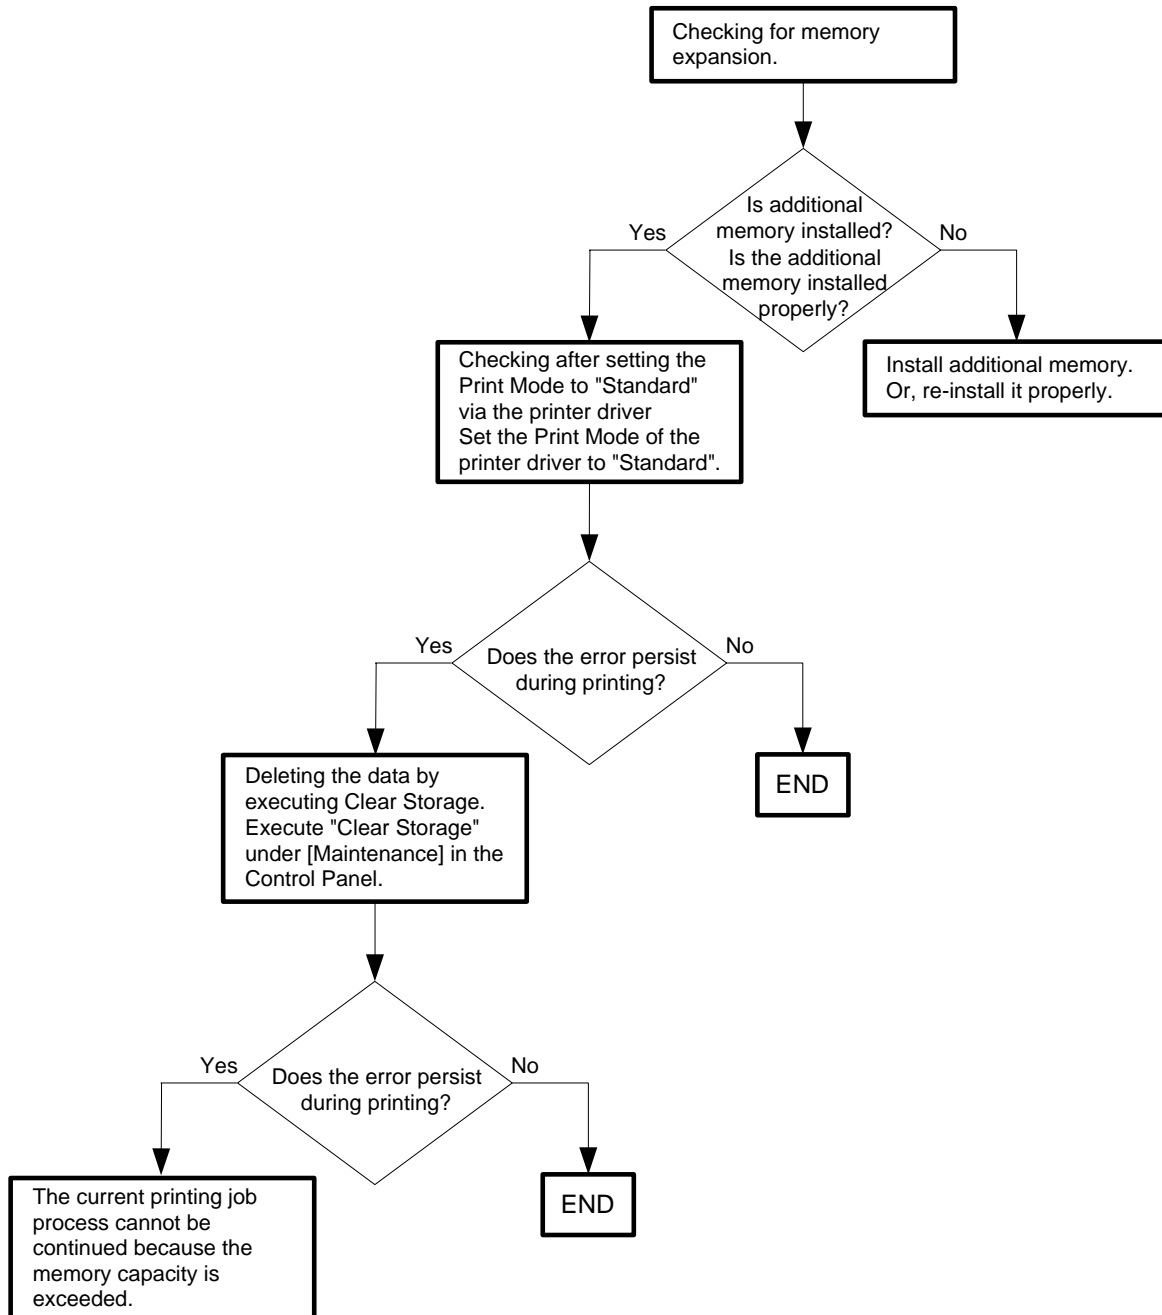 Checking for memory
expansion.
Is additional
memory installed?
Is the additional
memory installed
properly?
Yes
No
Checking after setting the
Print Mode to "Standard"
via the printer driver
Set the Print Mode of the
printer driver to "Standard".
Install additional memory.
Or, re-install it properly.
Does the error persist
during printing?
Yes
No
Deleting the data by
executing Clear Storage.
Execute "Clear Storage"
under [Maintenance] in the
Control Panel.
END
Does the error persist
during printing?
Yes
No
The current printing job
process cannot be
continued because the
memory capacity is
exceeded.
END